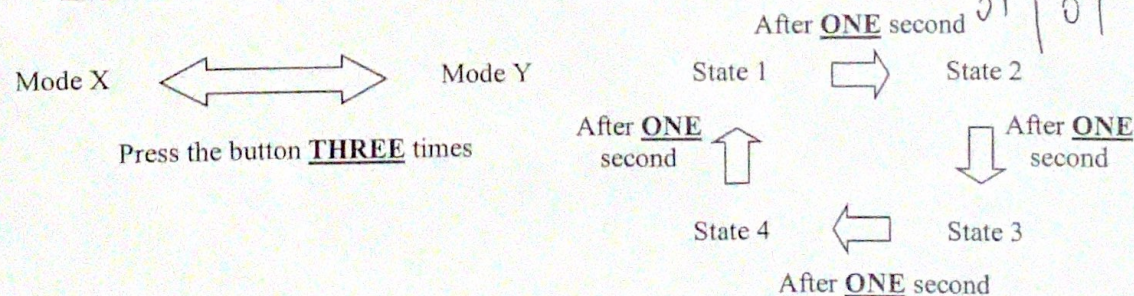 After ONE second
Mode X
Mode Y
State 1
State 2
Press the button THREE times
After ONE
second
After ONE
second
State 4
State 3
After ONE second